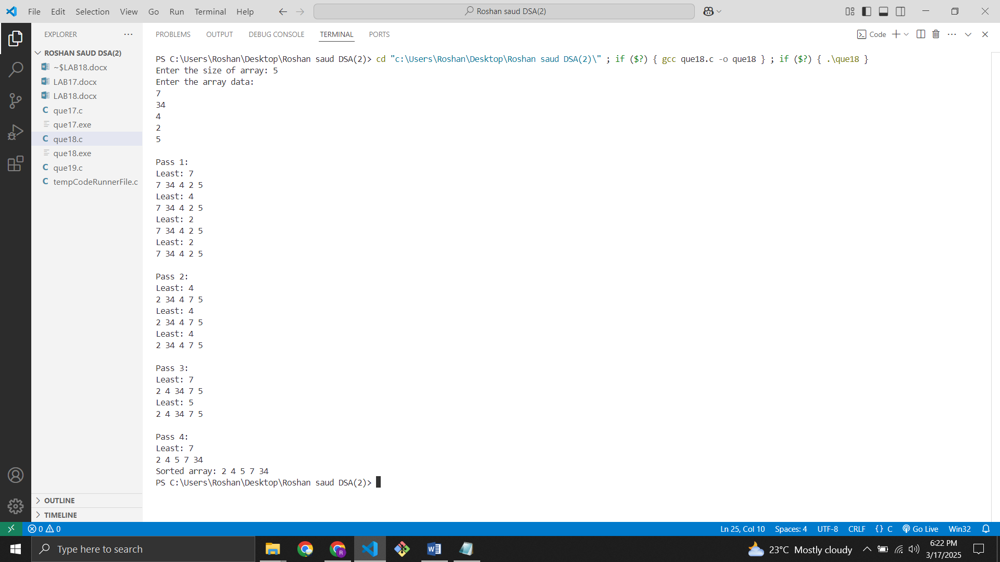 File Edit Selection View Go Run Terminal Help
Roshan saud DSA(2)
EXPLORER
ROSHAN SAUD DSA(2)
~$LAB18.docx
LAB17.docx
LAB18.docx
C que17.c
que17.exe
C que18.c
que18.exe
C que19.c
C tempCodeRunnerFile.c
OUTLINE
TIMELINE
PROBLEMS OUTPUT DEBUG CONSOLE TERMINAL PORTS
Code
PS C:\Users\Roshan\Desktop\Roshan saud DSA(2)> cd "c:\Users\Roshan\Desktop\Roshan saud DSA(2)\" ; if ($?) { gcc que18.c -o que18 } ; if ($?) { .\que18 }
Enter the size of array: 5
Enter the array data:
7
34
4
2
5
Pass 1:
Least: 7
7 34 4 2 5
Least: 4
7 34 4 2 5
Least: 2
7 34 4 2 5
Least: 2
7 34 4 2 5
Pass 2:
Least: 4
2 34 4 7 5
Least: 4
2 34 4 7 5
Least: 4
2 34 4 7 5
Pass 3:
Least: 7
2 4 34 7 5
Least: 5
2 4 34 7 5
Pass 4:
Least: 7
2 4 5 7 34
Sorted array: 2 4 5 7 34
PS C:\Users\Roshan\Desktop\Roshan saud DSA(2)>
0 0
Ln 25, Col 10 Spaces: 4 UTF-8 CRLF {} C Go Live Win32
Type here to search
23°C Mostly cloudy
6:22 PM
3/17/2025